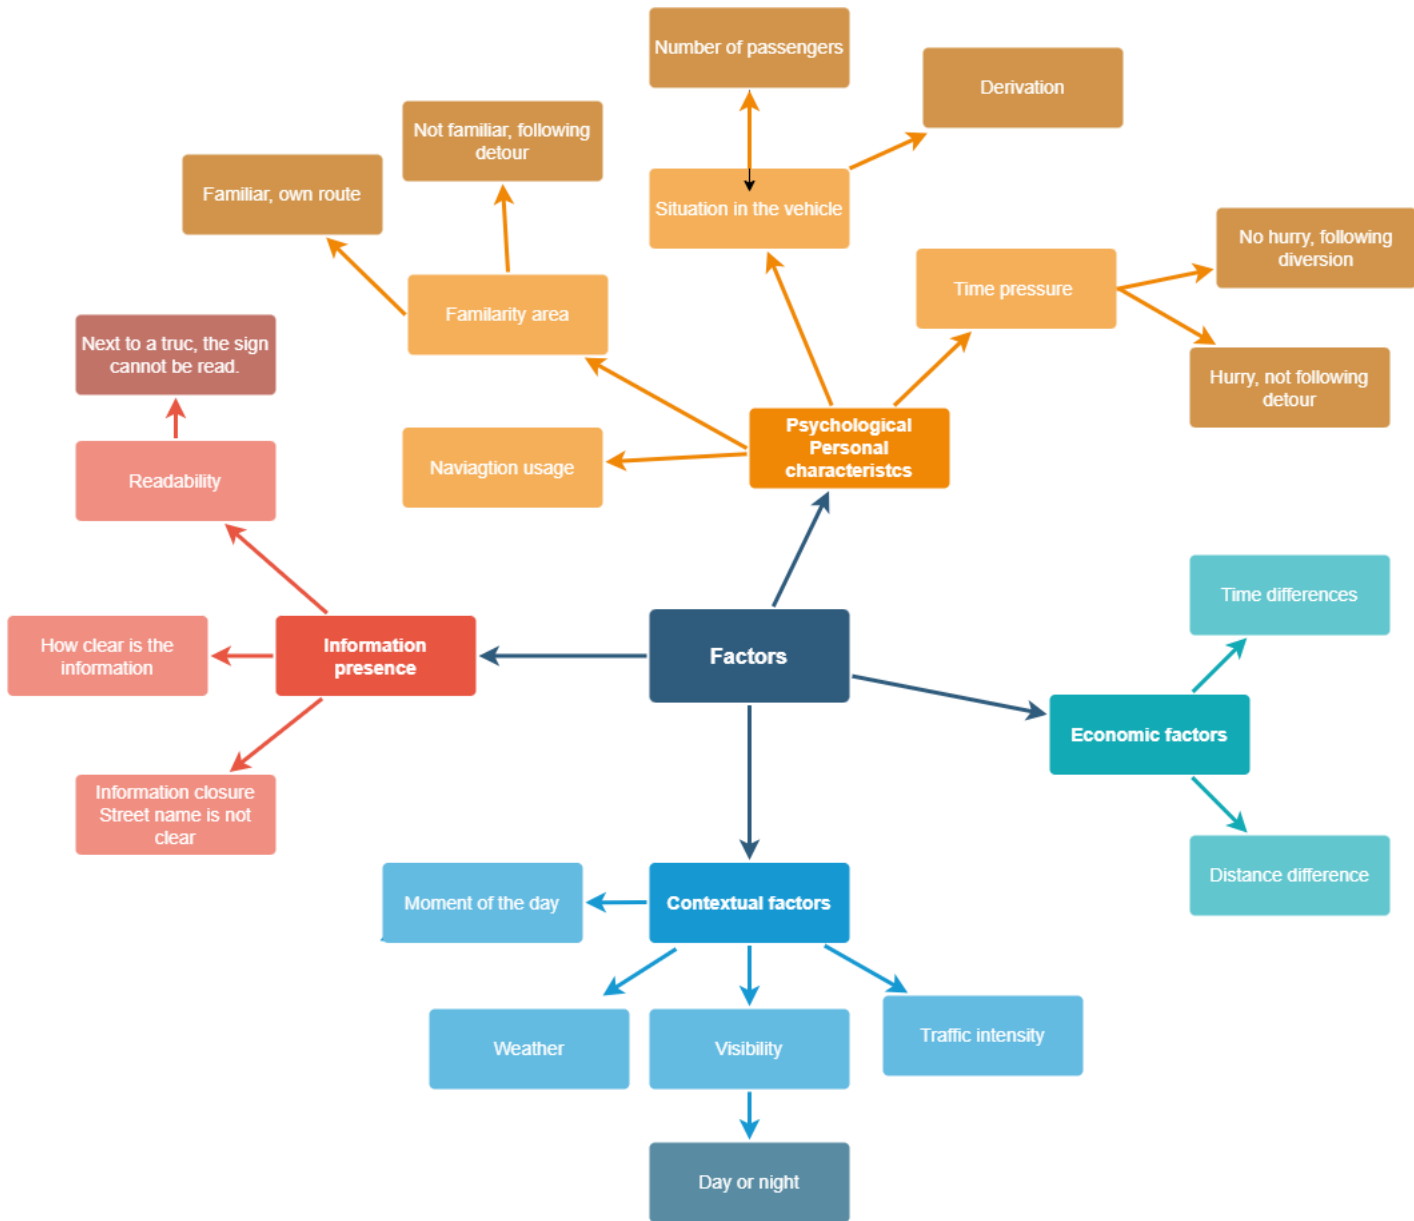 Number of passengers
Derivation
Not familiar, following
detour
Familiar, own route
Situation in the vehicle
No hurry, following
diversion
Time pressure
Familarity area
Next to a truc, the sign
cannot be read.
Hurry, not following
detour
Psychological
Personal
characteristcs
Naviagtion usage
Readability
Time differences
How clear is the
information
Information
presence
Factors
Economic factors
Information closure
Street name is not
clear
Distance difference
Moment of the day
Contextual factors
Weather
Visibility
Traffic intensity
Day or night